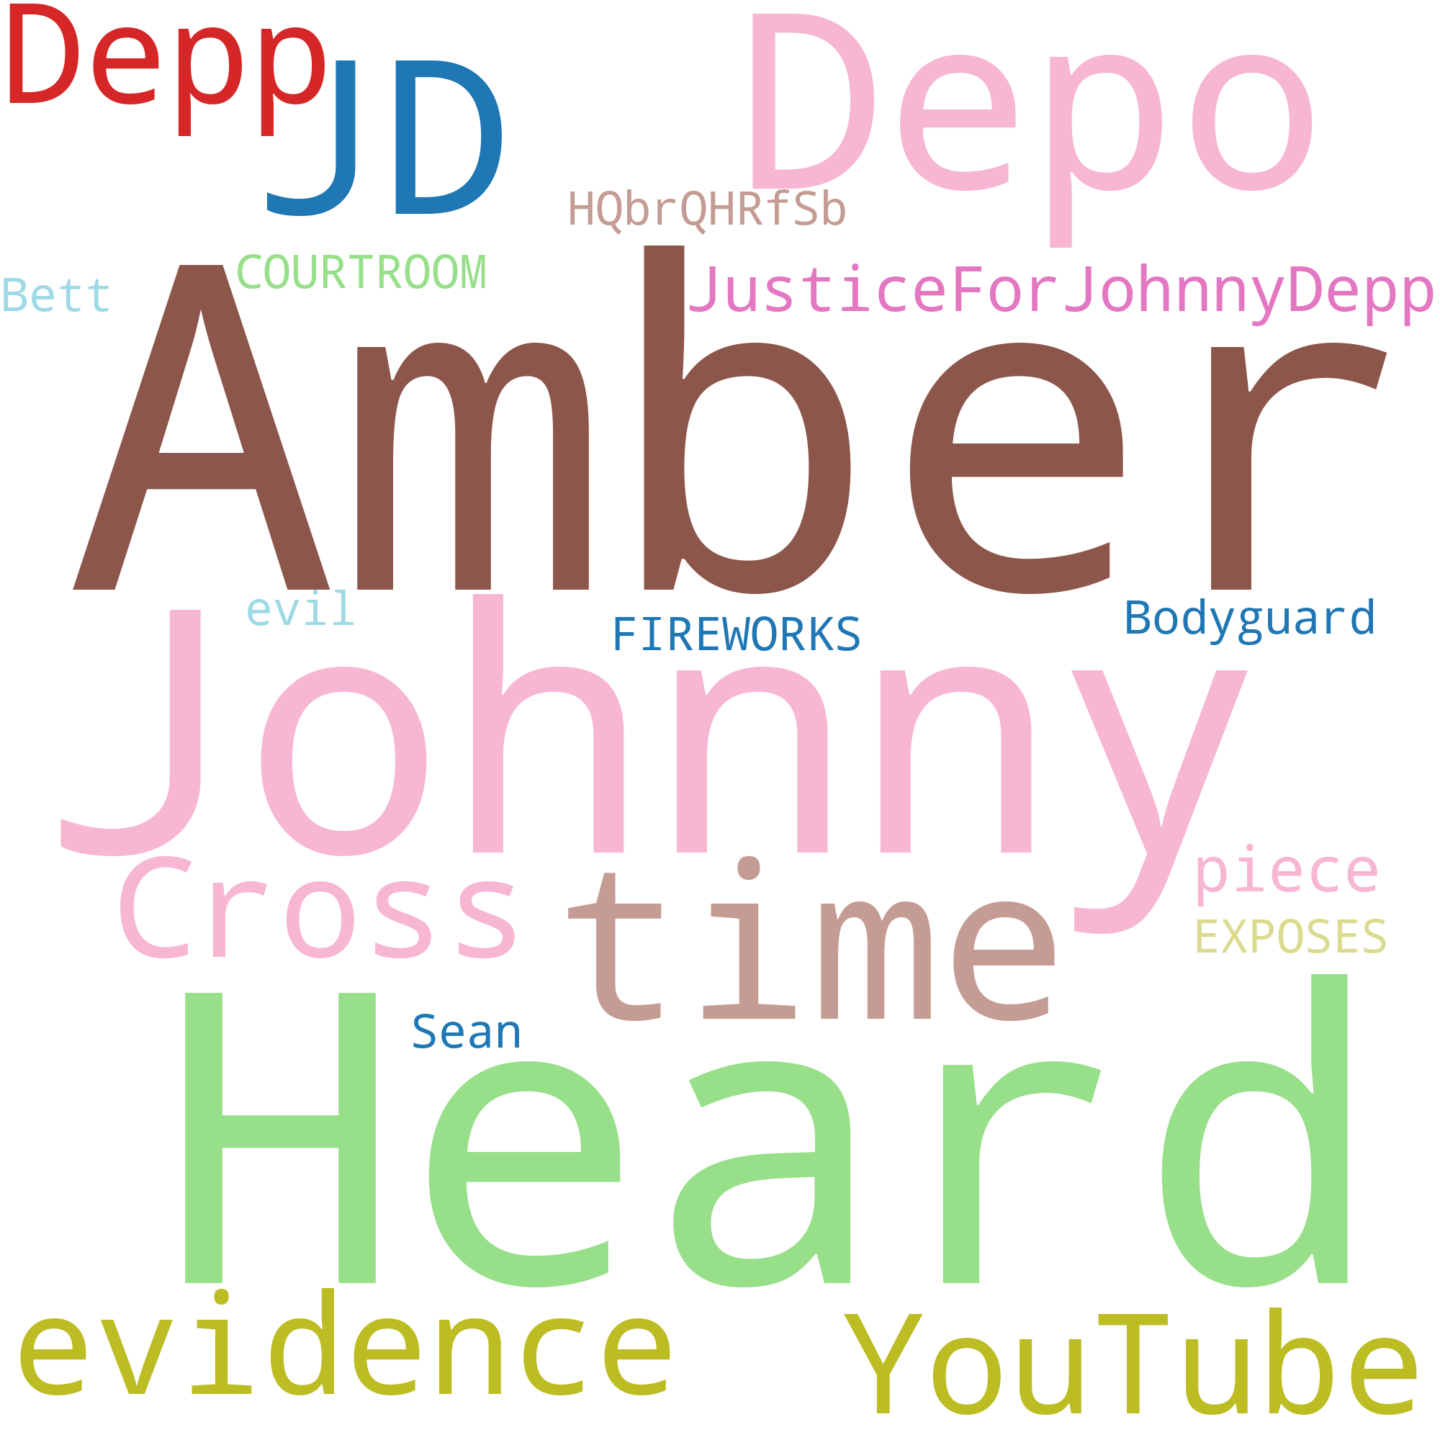 Depp
Depo
JD
HQbrQHRfSb
COURTROOM
Bett
JusticeForJohnnyDepp
Amber
evil
FIREWORKS
Bodyguard
Johnny
Cross
time
piece
EXPOSES
Sean
Heard
evidence
YouTube